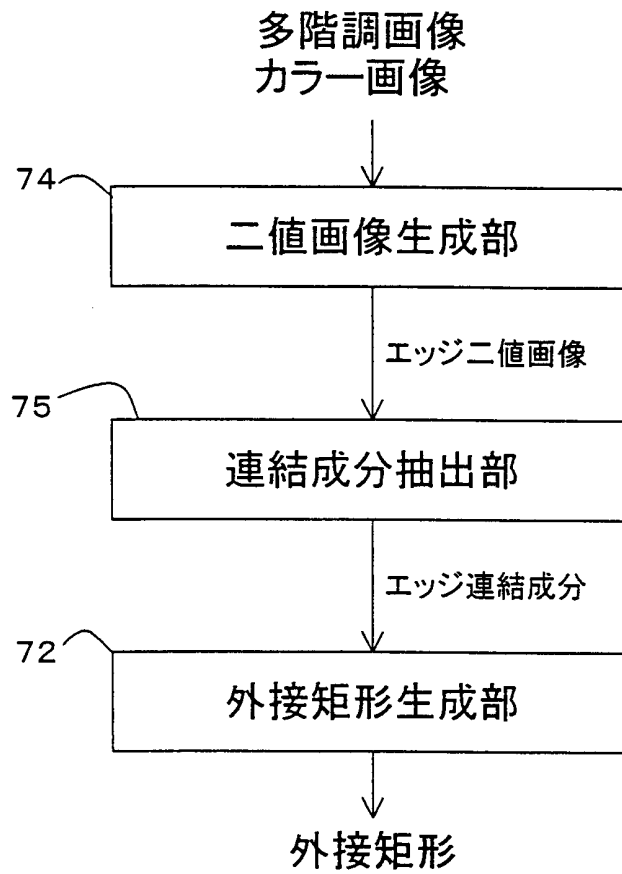 多階調画像
カラー画像
74
二値画像生成部
エッジ二値画像
75
連結成分抽出部
エッジ連結成分
72
外接矩形生成部
外接矩形